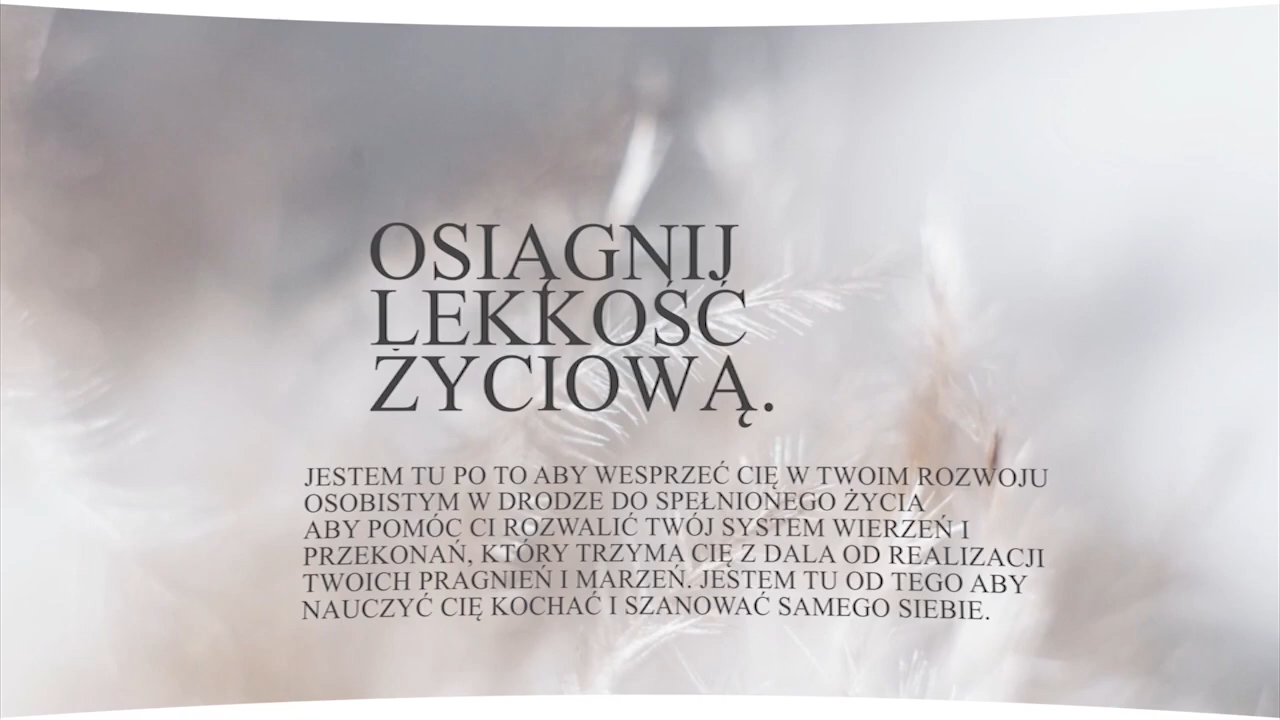 OSIĄGNIJ
LEKKOŚĆ
ŻYCIOWĄ.
JESTEM TU PO TO ABY WESPRZEĆ CIĘ W TWOIM ROZWOJU
OSOBISTYM W DRODZE DO SPEŁNIONEGO ŻYCIA
ABY POMÓC CI ROZWALIĆ TWÓJ SYSTEM WIERZEŃ I
PRZEKONAŃ, KTÓRY TRZYMA CIĘ Z DALA OD REALIZACJI
TWOICH PRAGNIEŃ I MARZEŃ. JESTEM TU OD TEGO ABY
NAUCZYĆ CIĘ KOCHAĆ I SZANOWAĆ SAMEGO SIEBIE.